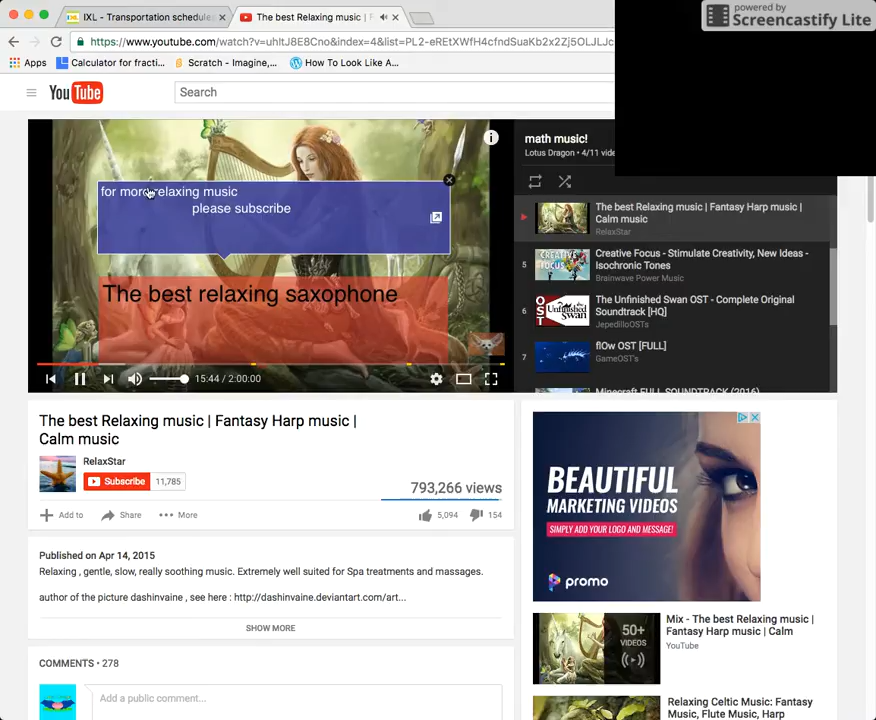 powered by
Screencastify Lite
IXL - Transportation schedules
The best Relaxing music | F
https://www.youtube.com/watch?v=uhltJ8E8Cno&index=4&list=PL2-eREtXWfH4cfndSuaKb2x2Zj5OLJLJc
Apps
Calculator for fracti...
Scratch - Imagine,...
How To Look Like A...
YouTube
Search
for more relaxing music
please subscribe
The best relaxing saxophone
15:44 / 2:00:00
math music!
Lotus Dragon • 4/11 vide
The best Relaxing music | Fantasy Harp music |
Calm music
RelaxStar
5
CREATIVE
FOCUS
Creative Focus - Stimulate Creativity, New Ideas -
Isochronic Tones
Brainwave Power Music
6
OST
The
Unfinished
Swan
The Unfinished Swan OST - Complete Original
Soundtrack [HQ]
JepedilloOSTs
7
flOw OST [FULL]
GameOST's
Minecraft FULL SOUNDTRACK (2016)
The best Relaxing music | Fantasy Harp music |
Calm music
RelaxStar
Subscribe
11,785
793,266 views
Add to
Share
More
5,094
154
Published on Apr 14, 2015
Relaxing , gentle, slow, really soothing music. Extremely well suited for Spa treatments and massages.
author of the picture dashinvaine , see here : http://dashinvaine.deviantart.com/art...
SHOW MORE
COMMENTS • 278
Add a public comment...
BEAUTIFUL
MARKETING VIDEOS
SIMPLY ADD YOUR LOGO AND MESSAGE!
promo
50+
VIDEOS
Mix - The best Relaxing music |
Fantasy Harp music | Calm
YouTube
Relaxing Celtic Music: Fantasy
Music, Flute Music, Harp